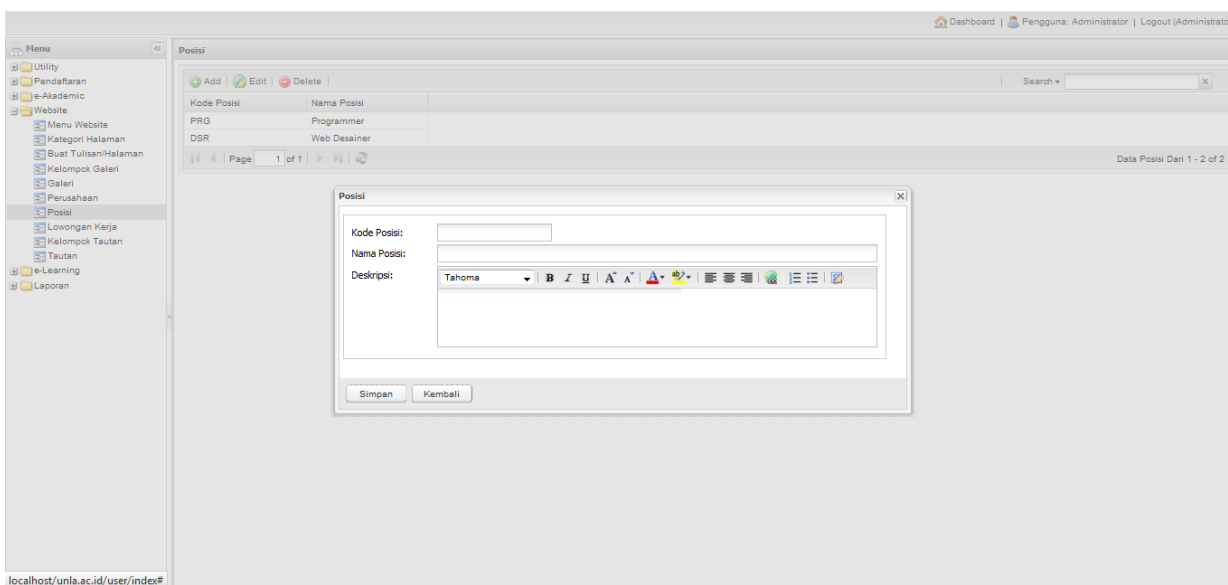 Dashboard | Pengguna: Administrator | Logout (Administrato
Menu
Utility
Pendaftaran
e-Akademic
Website
Menu Website
Kategori Halaman
Buat Tulisan/Halaman
Kelompok Galeri
Galeri
Perusahaan
Posisi
Lowongan Kerja
Kelompok Tautan
Tautan
e-Learning
Laporan
Posisi
Add | Edit | Delete | Search
Kode Posisi Nama Posisi
PRG Programmer
DSR Web Desainer
Page 1 of 1 Data Posisi Dari 1 - 2 of 2
Posisi
Kode Posisi:
Nama Posisi:
Deskripsi: Tahoma B I U A A A ab
Simpan Kembali
localhost/unla.ac.id/user/index#